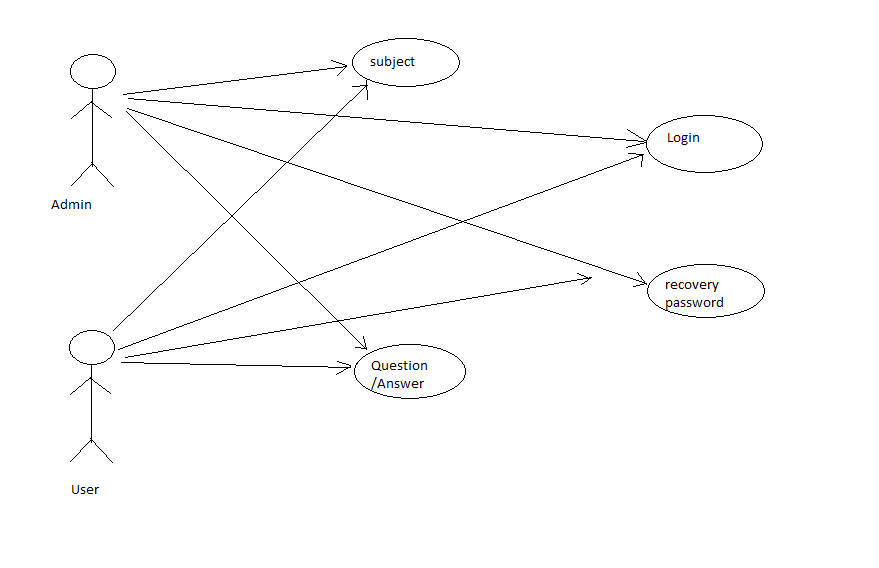 subject
Login
Admin
recovery
password
Question
/Answer
User